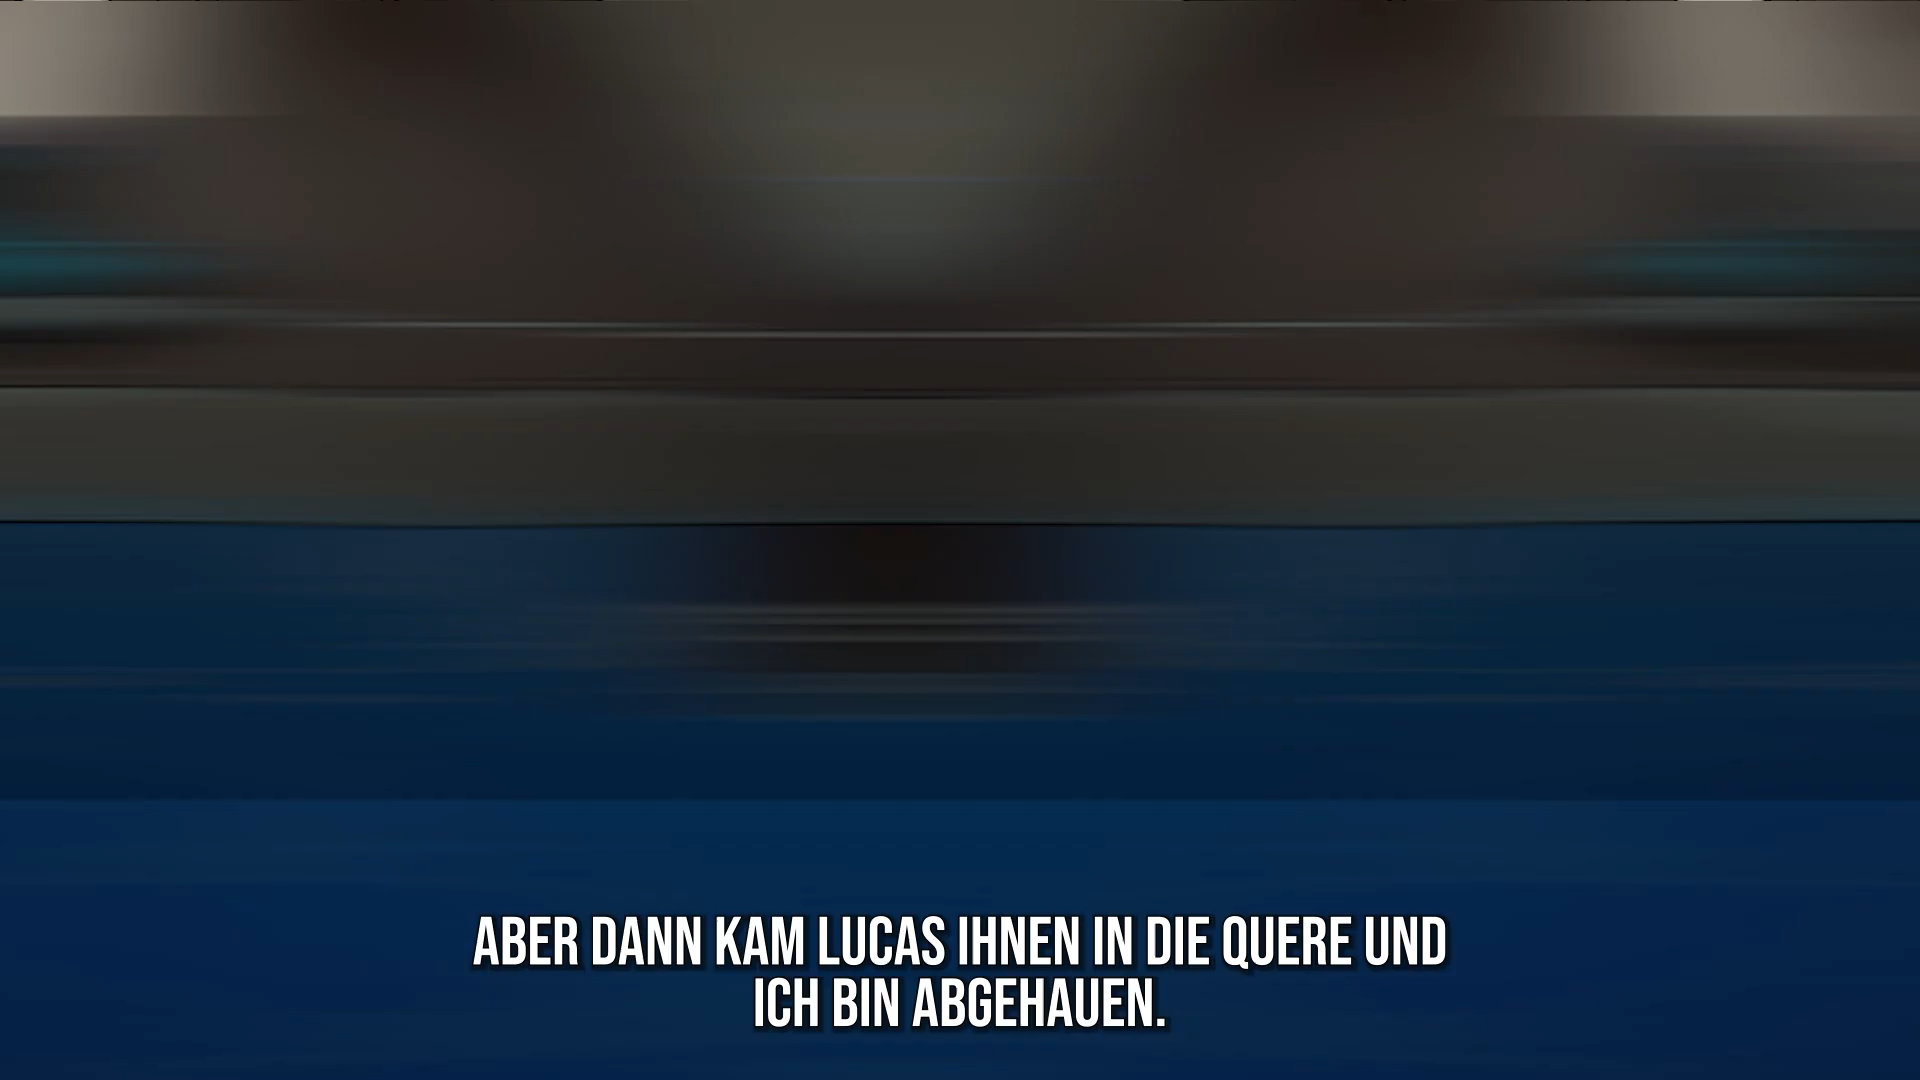 ABER DANN KAM LUCAS IHNEN IN DIE QUERE UND
ICH BIN ABGEHAUEN.